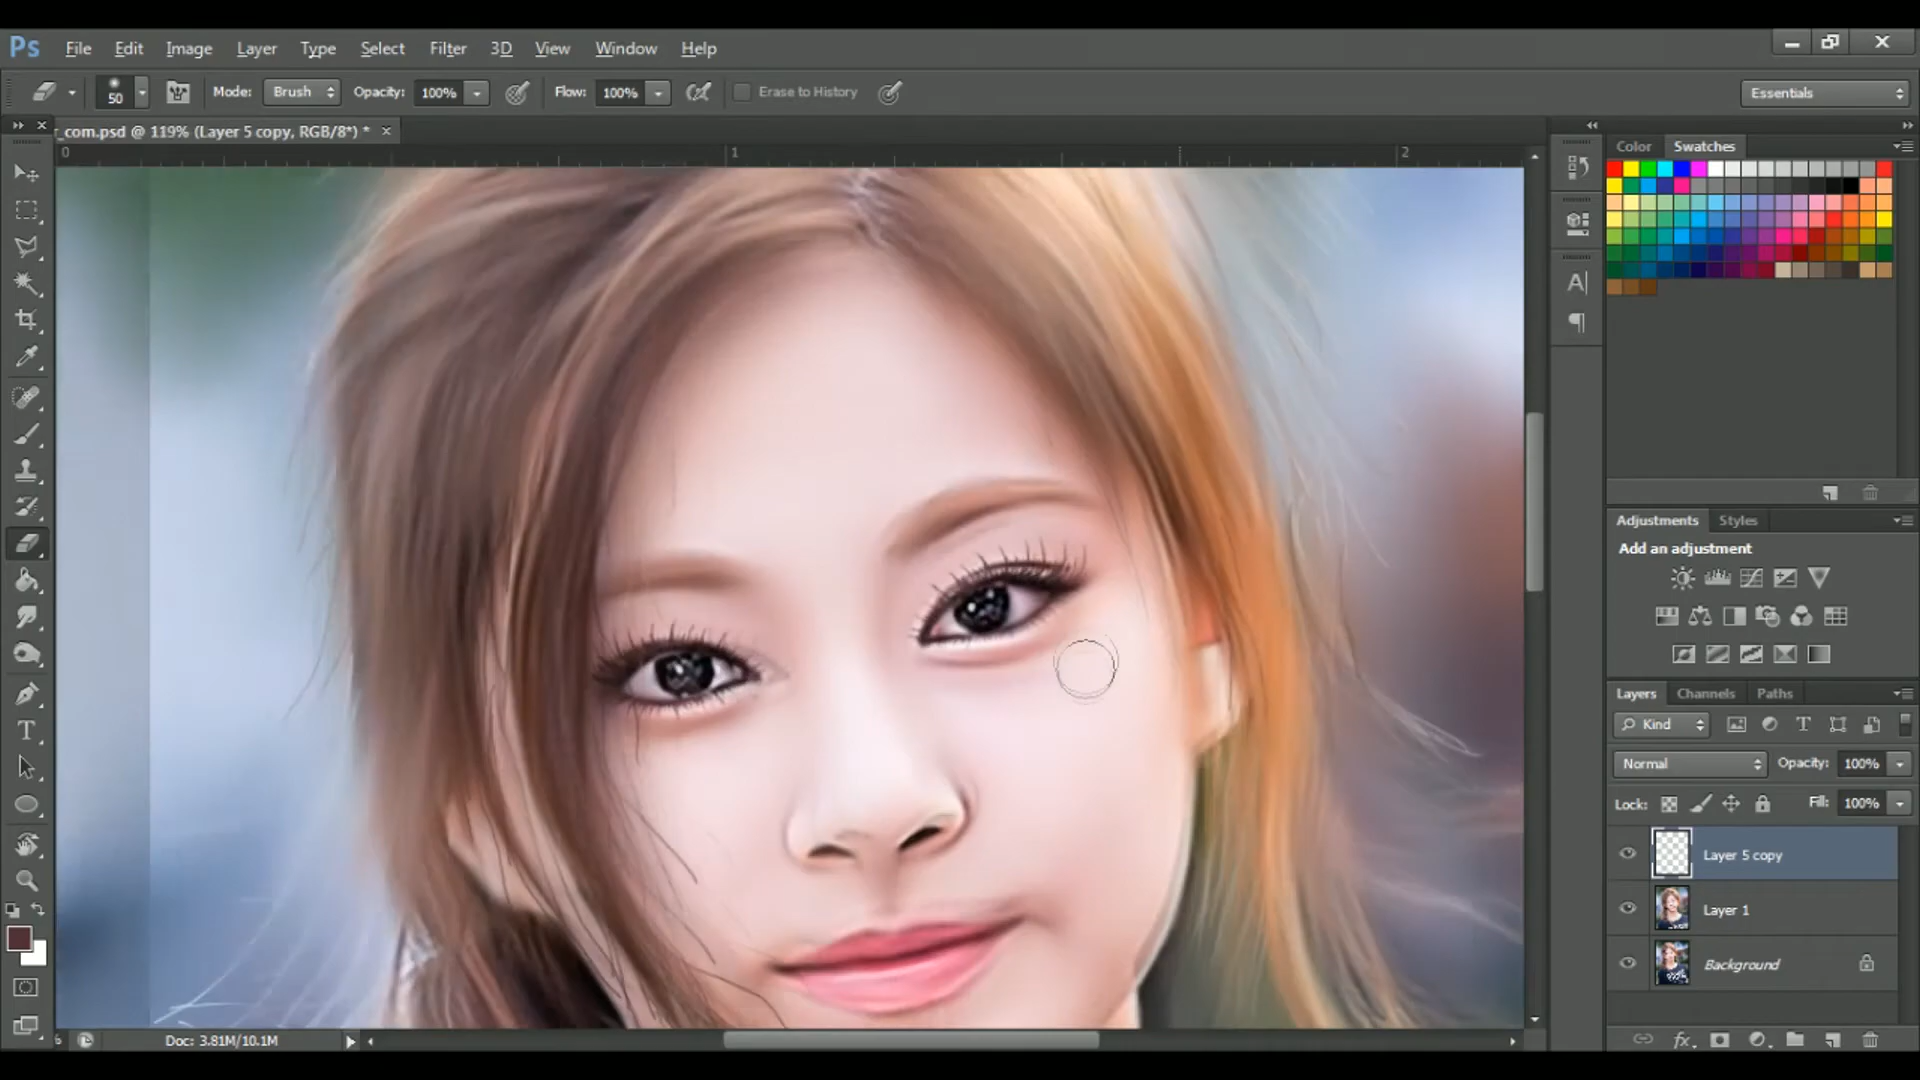 Ps File Edit Image Layer Type Select Filter 3D View Window Help
50 Mode: Brush Opacity: 100% Flow: 100% Erase to History Essentials
r_com.psd @ 119% (Layer 5 copy, RGB/8*) *
0 1 2
Color Swatches
Adjustments Styles
Add an adjustment
Layers Channels Paths
Kind
Normal Opacity: 100%
Lock: Fill: 100%
Layer 5 copy
Layer 1
Background
Doc: 3.81M/10.1M